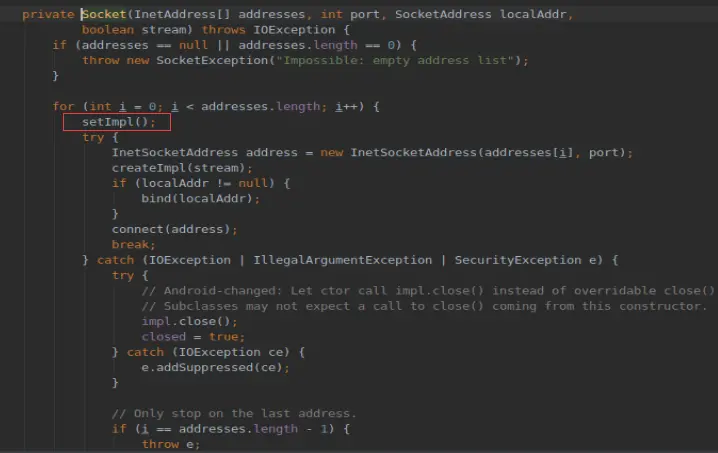 private Socket(InetAddress[] addresses, int port, SocketAddress localAddr,
boolean stream) throws IOException {
if (addresses == null || addresses.length == 0) {
throw new SocketException("Impossible: empty address list");
}
for (int i = 0; i < addresses.length; i++) {
setImpl();
try {
InetSocketAddress address = new InetSocketAddress(addresses[i], port);
createImpl(stream);
if (localAddr != null) {
bind(localAddr);
}
connect(address);
break;
} catch (IOException | IllegalArgumentException | SecurityException e) {
try {
// Android-changed: Let ctor call impl.close() instead of overridable close()
// Subclasses may not expect a call to close() coming from this constructor.
impl.close();
closed = true;
} catch (IOException ce) {
e.addSuppressed(ce);
}
// Only stop on the last address.
if (i == addresses.length - 1) {
throw e;